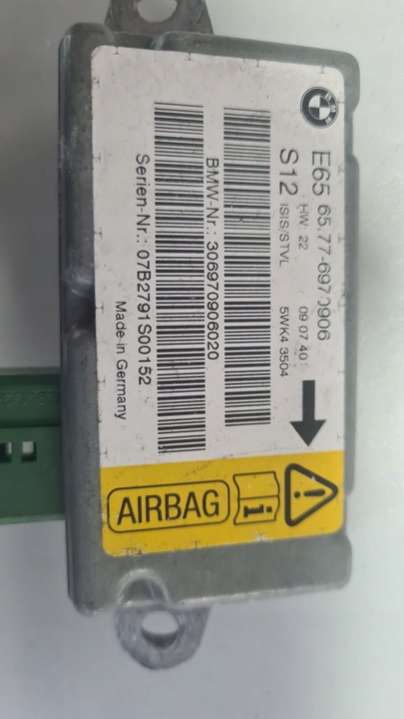 E65 65.77-6970906
S12 HW: 22 09 07 40
ISIS/STVL 5WK4 3504
BMW-Nr.: 306970906020
Serien-Nr.: 07B2791S00152
Made in Germany
AIRBAG
i